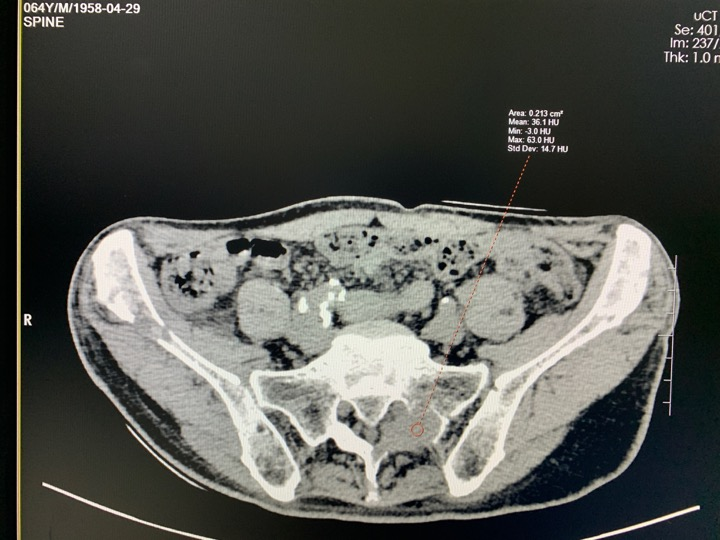 064Y/M/1958-04-29
SPINE
uCT
Se: 401
Im: 237/
Thk: 1.0
Area: 0.213 cm²
Mean: 36.1 HU
Min: -3.0 HU
Max: 63.0 HU
Std Dev: 14.7 HU
R